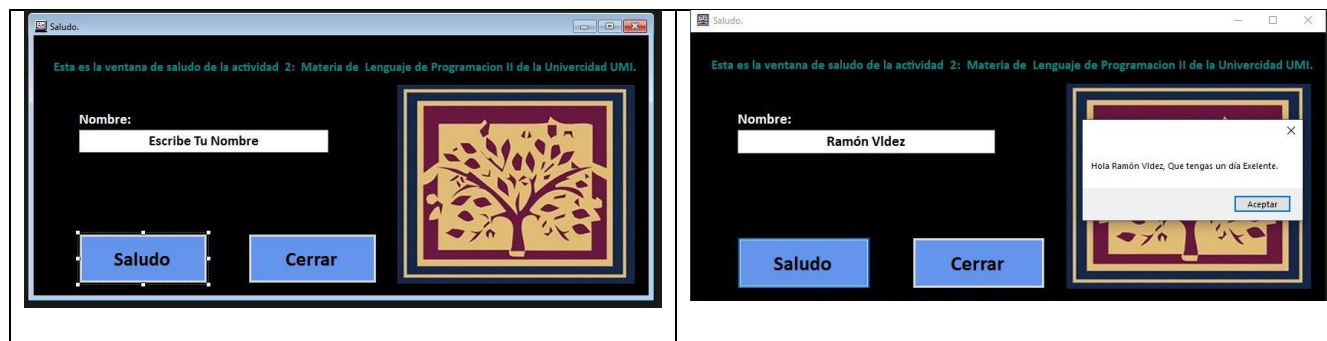 Saludo.
Esta es la ventana de saludo de la actividad 2: Materia de Lenguaje de Programacion II de la Univercidad UMI.
Nombre:
Escribe Tu Nombre
Saludo
Cerrar
Saludo.
Esta es la ventana de saludo de la actividad 2: Materia de Lenguaje de Programacion II de la Univercidad UMI.
Nombre:
Ramón Vldez
Hola Ramón Vldez, Que tengas un día Exelente.
Aceptar
Saludo
Cerrar